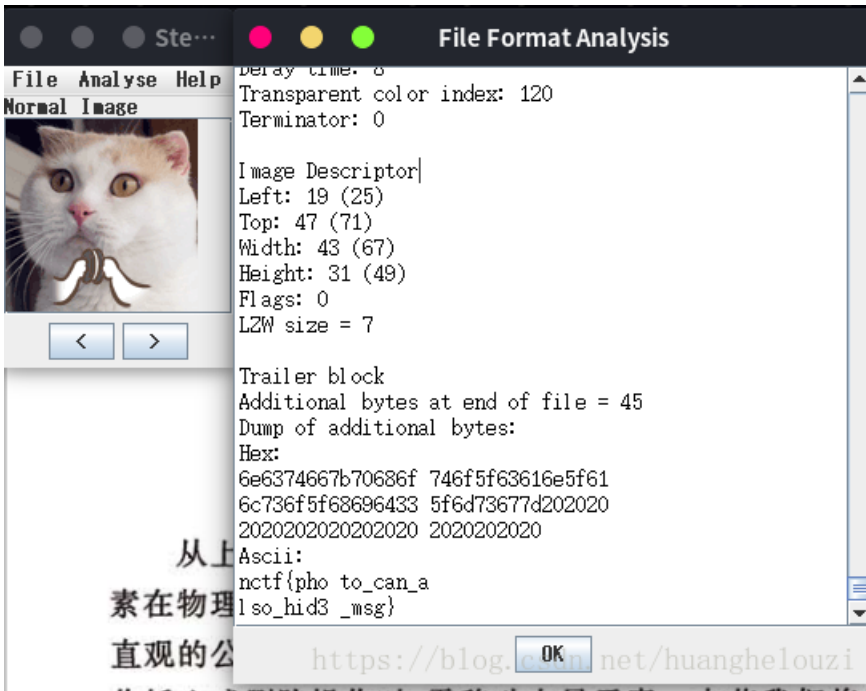 Ste…
File Format Analysis
File Analyse Help
Normal Image
Delay time: 8
Transparent color index: 120
Terminator: 0
Image Descriptor
Left: 19 (25)
Top: 47 (71)
Width: 43 (67)
Height: 31 (49)
Flags: 0
LZW size = 7
Trailer block
Additional bytes at end of file = 45
Dump of additional bytes:
Hex:
6e6374667b70686f 746f5f63616e5f61
6c736f5f68696433 5f6d73677d202020
2020202020202020 2020202020
Ascii:
nctf{pho to_can_a
lso_hid3 _msg}
OK
从上
素在物理
直观的公
https://blog.csdn.net/huanghelouzi